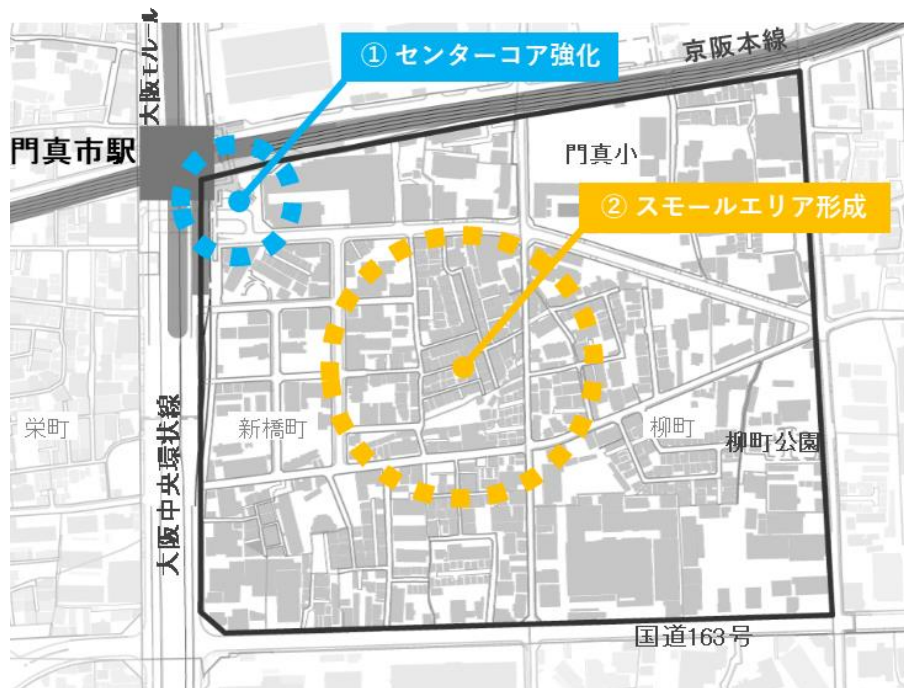 大阪モノレール
① センターコア強化
京阪本線
門真市駅
門真小
② スモールエリア形成
栄町
新橋町
柳町
柳町公園
大阪中央環状線
国道163号